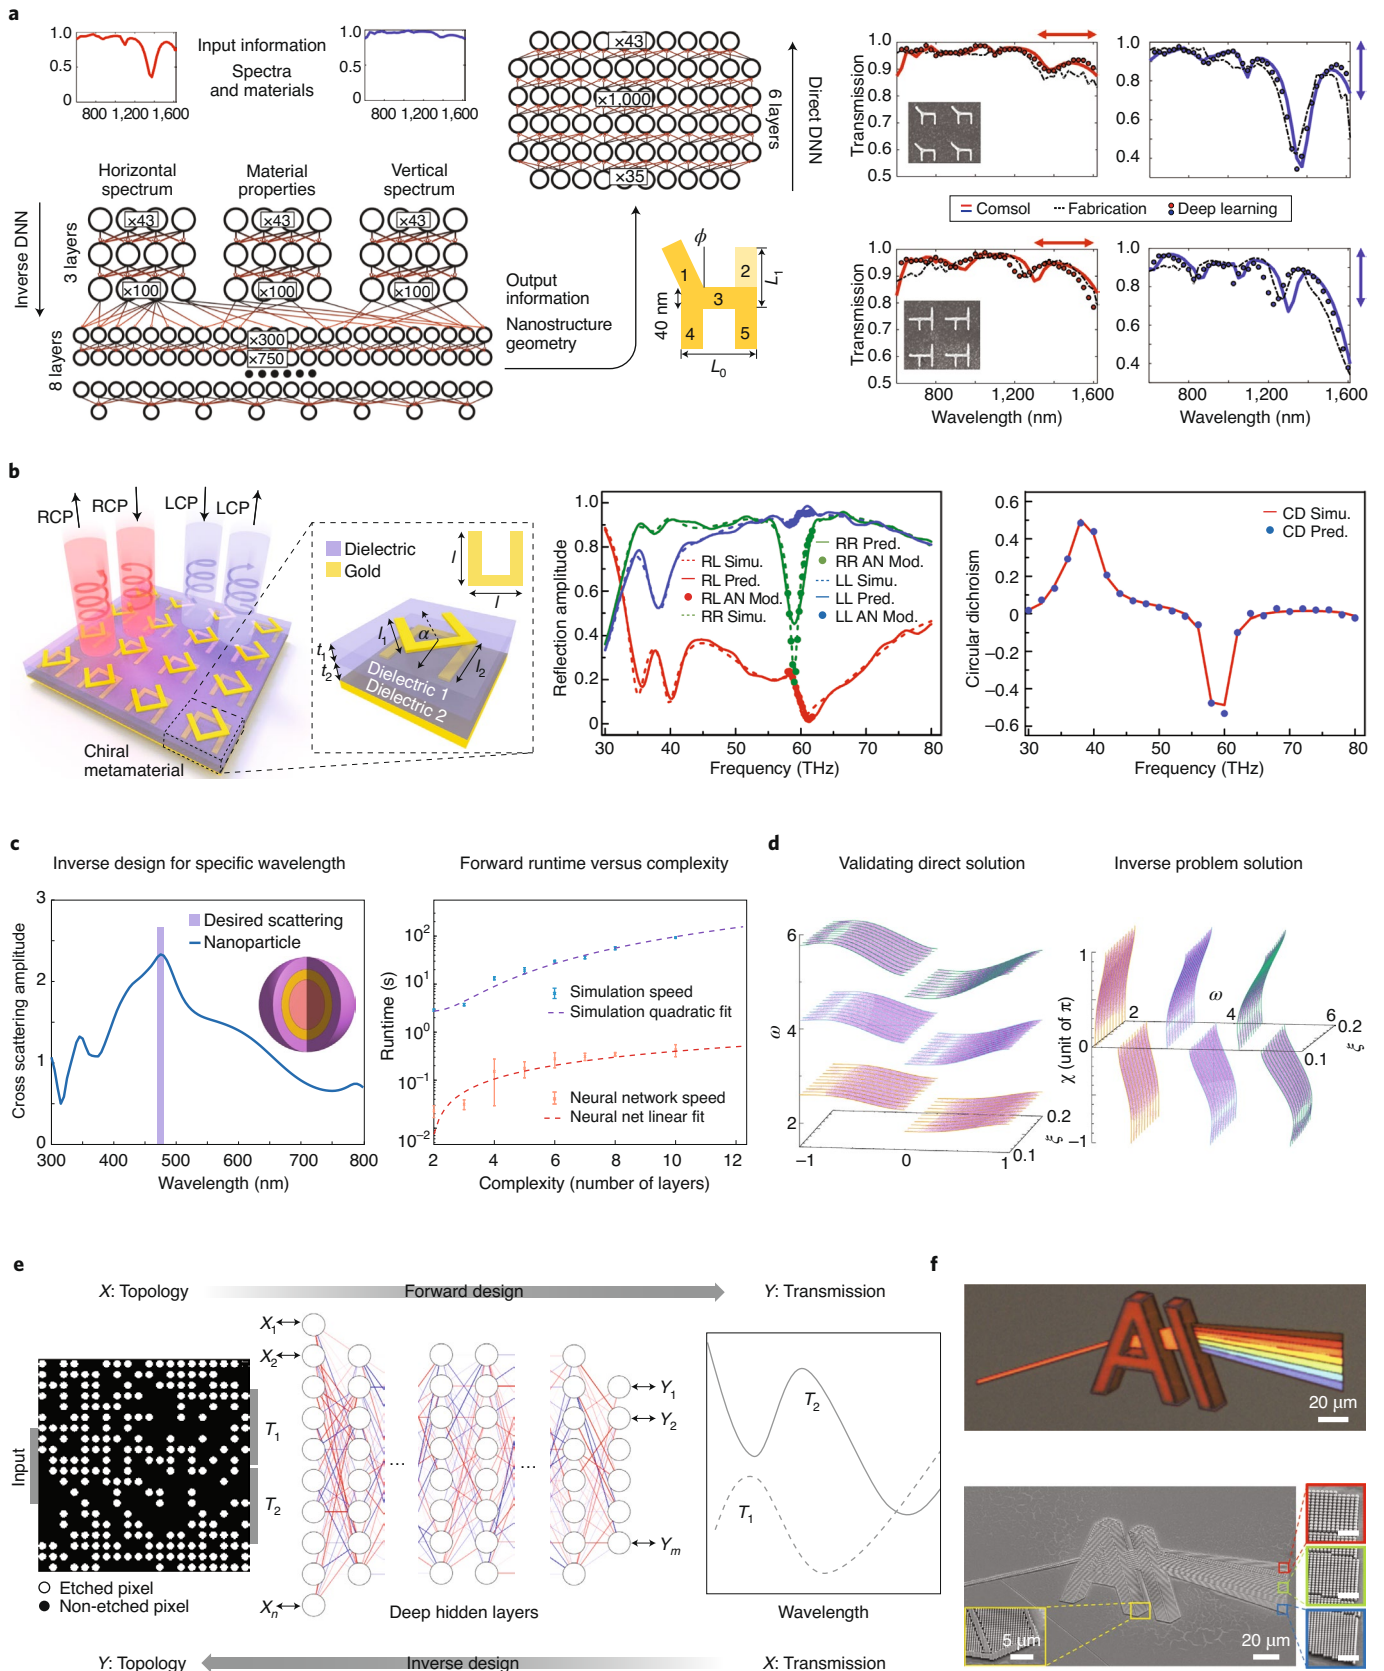 a
1.0
0.5
0
800 1,200 1,600
Input information
Spectra
and materials
1.0
0.5
0
800 1,200 1,600
×43
×1,000
×35
6 layers
Direct DNN
Inverse DNN
3 layers
8 layers
Horizontal
spectrum
Material
properties
Vertical
spectrum
×43
×43
×43
×100
×100
×100
×300
×750
Output
information
Nanostructure
geometry
ϕ
1
2
3
4
5
40 nm
L1
L0
Transmission
1.0
0.9
0.8
0.7
0.6
0.5
1.0
0.8
0.6
0.4
Comsol
Fabrication
Deep learning
Transmission
1.0
0.9
0.8
0.7
0.6
0.5
800 1,200 1,600
Wavelength (nm)
1.0
0.8
0.6
0.4
800 1,200 1,600
Wavelength (nm)
b
RCP
RCP
LCP
LCP
Chiral
metamaterial
Dielectric
Gold
l
l
l1
α
l2
t1
t2
Dielectric 1
Dielectric 2
Reflection amplitude
1.0
0.8
0.6
0.4
0.2
0
30 40 50 60 70 80
Frequency (THz)
RL Simu.
RL Pred.
RL AN Mod.
RR Simu.
RR Pred.
RR AN Mod.
LL Simu.
LL Pred.
LL AN Mod.
Circular dichroism
0.6
0.4
0.2
0
−0.2
−0.4
−0.6
30 40 50 60 70 80
Frequency (THz)
CD Simu.
CD Pred.
c
Inverse design for specific wavelength
Cross scattering amplitude
3
2
1
0
300 400 500 600 700 800
Wavelength (nm)
Desired scattering
Nanoparticle
Forward runtime versus complexity
Runtime (s)
10²
10¹
10⁰
10⁻¹
10⁻²
2 4 6 8 10 12
Complexity (number of layers)
Simulation speed
Simulation quadratic fit
Neural network speed
Neural net linear fit
d
Validating direct solution
ω
6
4
2
−1 0 1
0.2
ξ
0.1
Inverse problem solution
χ (unit of π)
1
0
−1
2
ω
4
6
0.2
ξ
0.1
e
X: Topology
Forward design
Y: Transmission
Input
T1
T2
X1
X2
Xn
Y1
Y2
Ym
...
...
T2
T1
Etched pixel
Non-etched pixel
Deep hidden layers
Wavelength
Y: Topology
Inverse design
X: Transmission
f
AI
20 µm
5 µm
20 µm